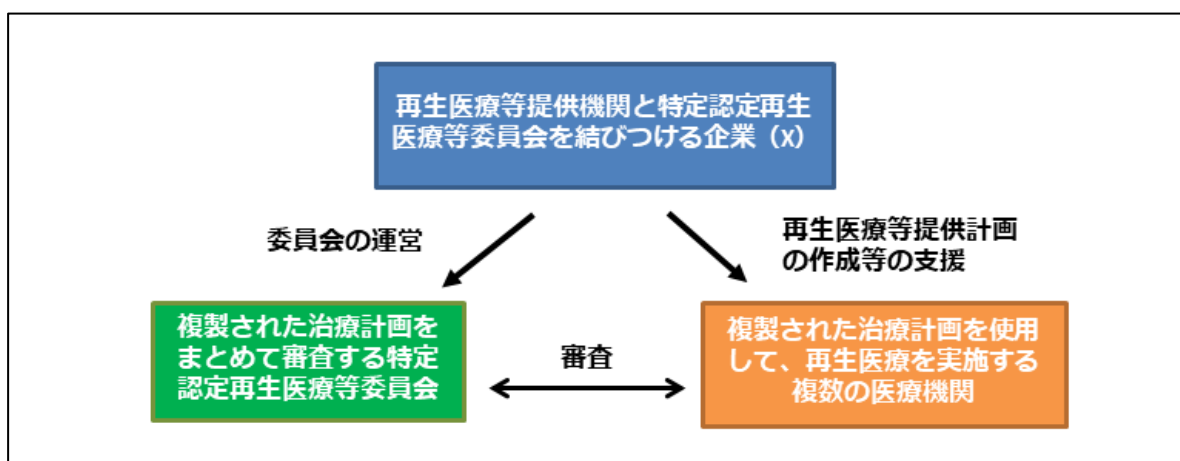 再生医療等提供機関と特定認定再生
医療等委員会を結びつける企業（X）
委員会の運営
再生医療等提供計画
の作成等の支援
複製された治療計画を
まとめて審査する特定
認定再生医療等委員会
審査
複製された治療計画を使用
して、再生医療を実施する
複数の医療機関